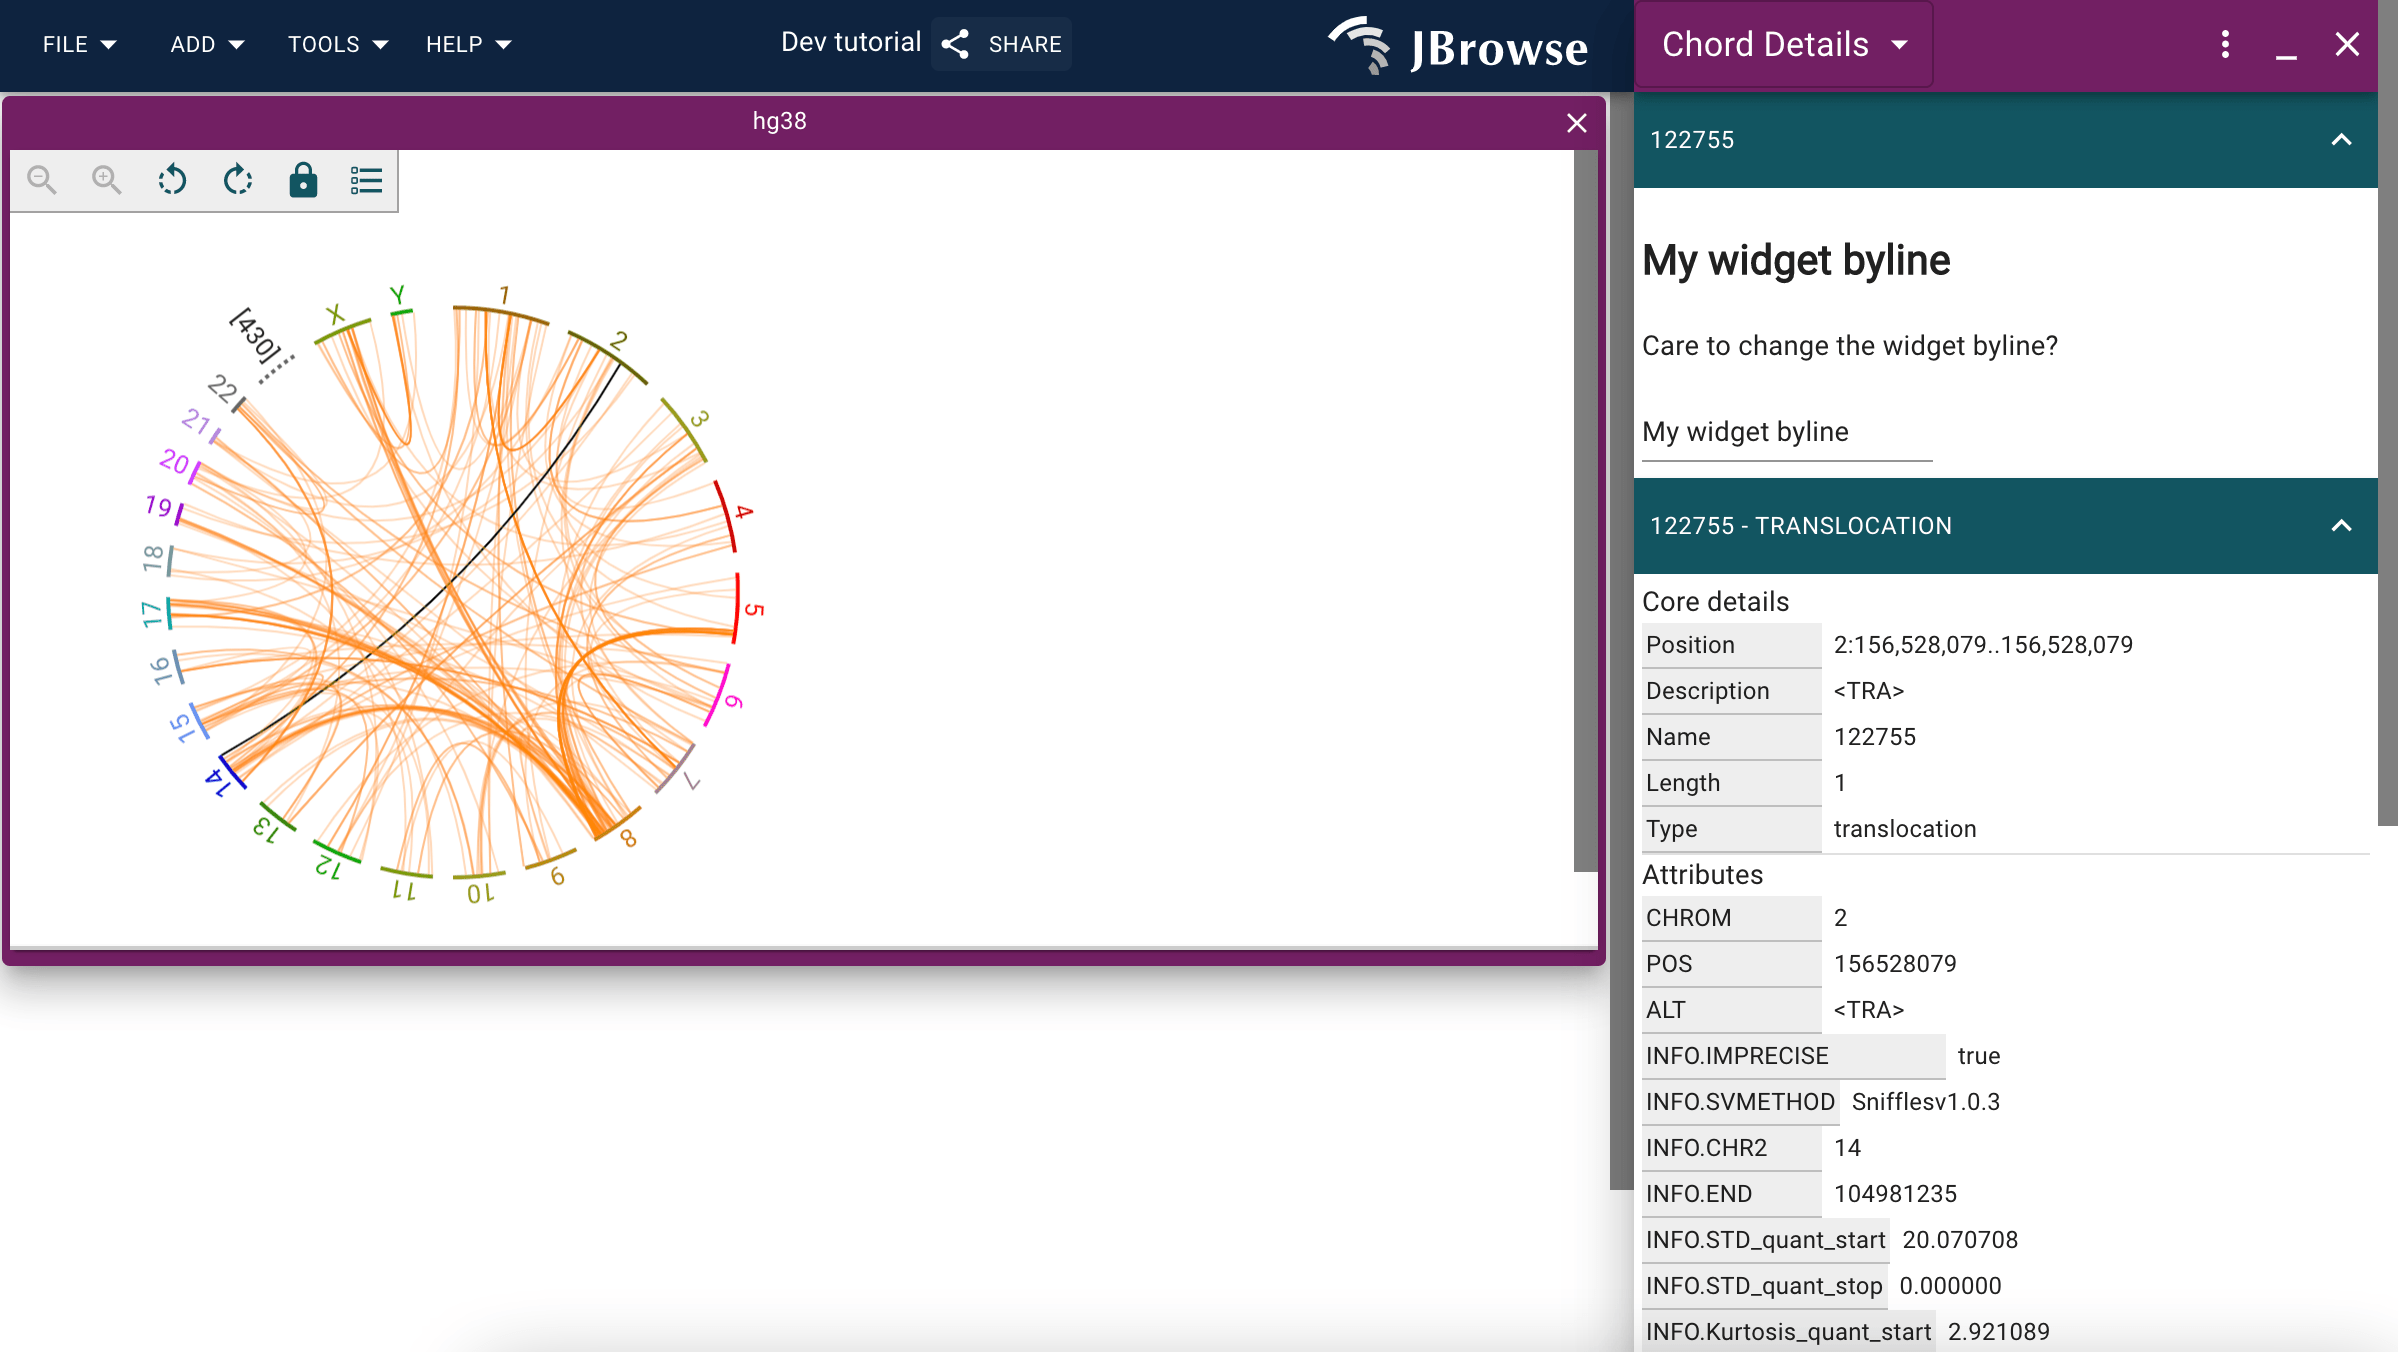 FILE ADD TOOLS HELP Dev tutorial SHARE JBrowse
Chord Details
hg38
122755
My widget byline
Care to change the widget byline?
My widget byline
122755 - TRANSLOCATION
Core details
Position 2:156,528,079..156,528,079
Description <TRA>
Name 122755
Length 1
Type translocation
Attributes
CHROM 2
POS 156528079
ALT <TRA>
INFO.IMPRECISE true
INFO.SVMETHOD Snifflesv1.0.3
INFO.CHR2 14
INFO.END 104981235
INFO.STD_quant_start 20.070708
INFO.STD_quant_stop 0.000000
INFO.Kurtosis_quant_start 2.921089
1
2
3
4
5
6
7
8
9
10
11
12
13
14
15
16
17
18
19
20
21
22
[430]
X
Y